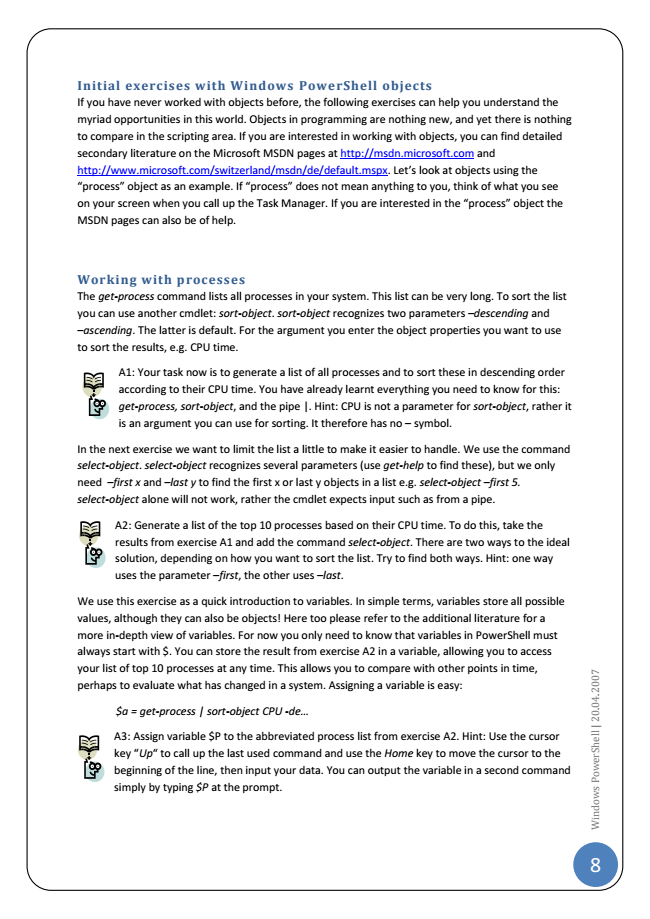 Initial exercises with Windows PowerShell objects
If you have never worked with objects before, the following exercises can help you understand the
myriad opportunities in this world. Objects in programming are nothing new, and yet there is nothing
to compare in the scripting area. If you are interested in working with objects, you can find detailed
secondary literature on the Microsoft MSDN pages at http://msdn.microsoft.com and
http://www.microsoft.com/switzerland/msdn/de/default.mspx. Let's look at objects using the
"process" object as an example. If "process" does not mean anything to you, think of what you see
on your screen when you call up the Task Manager. If you are interested in the "process" object the
MSDN pages can also be of help.
Working with processes
The get-process command lists all processes in your system. This list can be very long. To sort the list
you can use another cmdlet: sort-object. sort-object recognizes two parameters –descending and
–ascending. The latter is default. For the argument you enter the object properties you want to use
to sort the results, e.g. CPU time.
A1: Your task now is to generate a list of all processes and to sort these in descending order
according to their CPU time. You have already learnt everything you need to know for this:
get-process, sort-object, and the pipe |. Hint: CPU is not a parameter for sort-object, rather it
is an argument you can use for sorting. It therefore has no – symbol.
In the next exercise we want to limit the list a little to make it easier to handle. We use the command
select-object. select-object recognizes several parameters (use get-help to find these), but we only
need –first x and –last y to find the first x or last y objects in a list e.g. select-object –first 5.
select-object alone will not work, rather the cmdlet expects input such as from a pipe.
A2: Generate a list of the top 10 processes based on their CPU time. To do this, take the
results from exercise A1 and add the command select-object. There are two ways to the ideal
solution, depending on how you want to sort the list. Try to find both ways. Hint: one way
uses the parameter –first, the other uses –last.
We use this exercise as a quick introduction to variables. In simple terms, variables store all possible
values, although they can also be objects! Here too please refer to the additional literature for a
more in-depth view of variables. For now you only need to know that variables in PowerShell must
always start with $. You can store the result from exercise A2 in a variable, allowing you to access
your list of top 10 processes at any time. This allows you to compare with other points in time,
perhaps to evaluate what has changed in a system. Assigning a variable is easy:
$a = get-process | sort-object CPU -de…
A3: Assign variable $P to the abbreviated process list from exercise A2. Hint: Use the cursor
key "Up" to call up the last used command and use the Home key to move the cursor to the
beginning of the line, then input your data. You can output the variable in a second command
simply by typing $P at the prompt.
Windows PowerShell | 20.04.2007
8